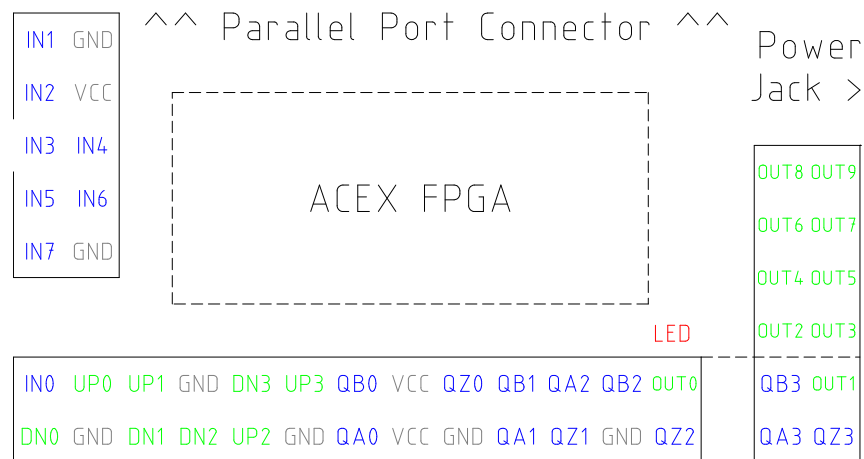 ^^ Parallel Port Connector ^^
Power
Jack >
IN1 GND
IN2 VCC
IN3 IN4
IN5 IN6
IN7 GND
ACEX FPGA
OUT8 OUT9
OUT6 OUT7
OUT4 OUT5
OUT2 OUT3
LED
IN0 UP0 UP1 GND DN3 UP3 QB0 VCC QZ0 QB1 QA2 QB2 OUT0
DN0 GND DN1 DN2 UP2 GND QA0 VCC GND QA1 QZ1 GND QZ2
QB3 OUT1
QA3 QZ3